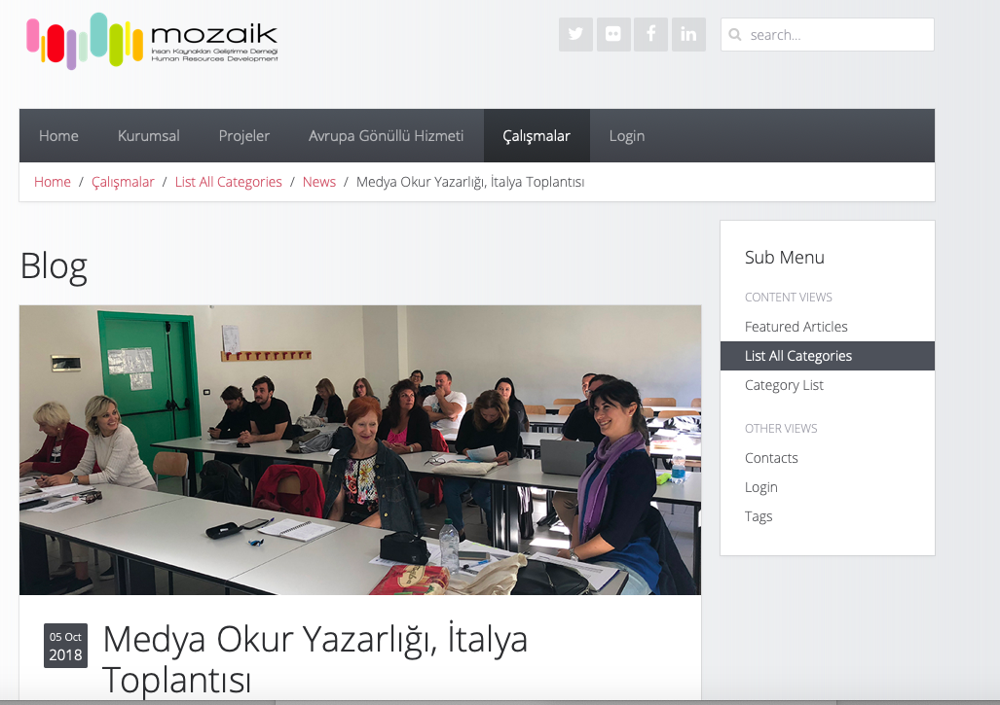 mozaik
İnsan Kaynakları Geliştirme Derneği
Human Resources Development
search...
Home
Kurumsal
Projeler
Avrupa Gönüllü Hizmeti
Çalışmalar
Login
Home / Çalışmalar / List All Categories / News / Medya Okur Yazarlığı, İtalya Toplantısı
Blog
05 Oct
2018
Medya Okur Yazarlığı, İtalya
Toplantısı
Sub Menu
CONTENT VIEWS
Featured Articles
List All Categories
Category List
OTHER VIEWS
Contacts
Login
Tags